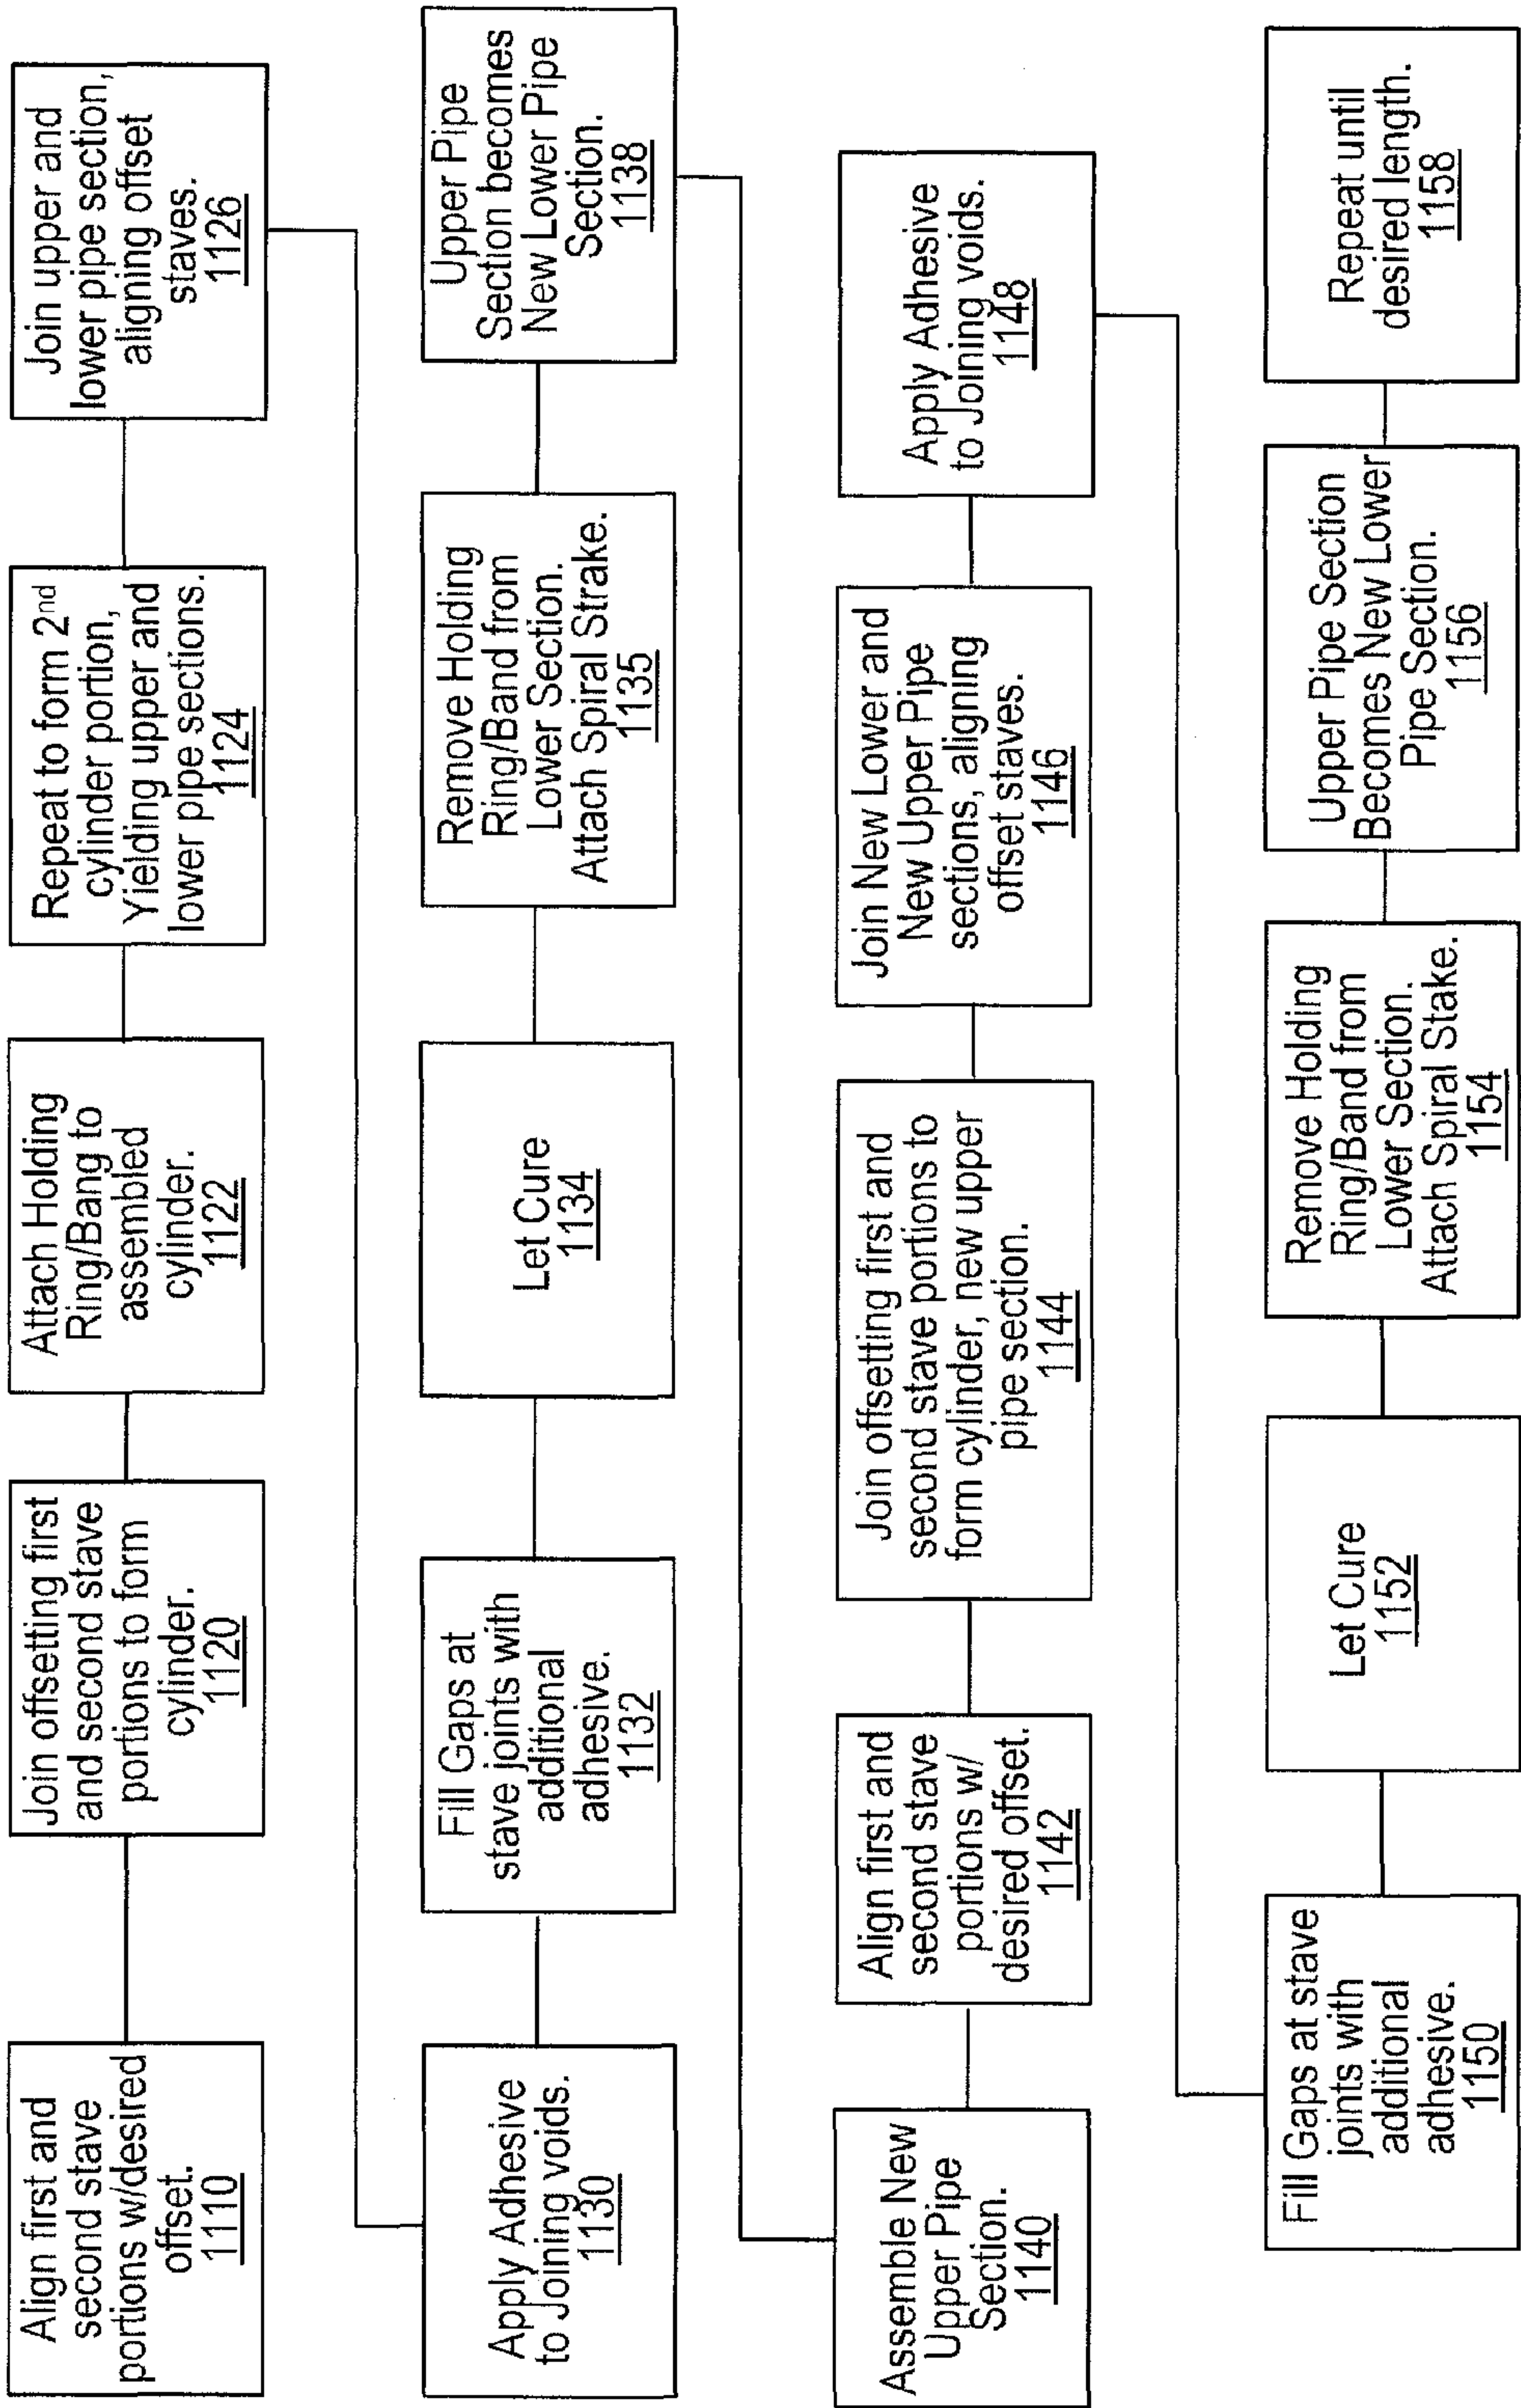 Align first and
second stave
portions w/desired
offset.
1110
Join offsetting first
and second stave
portions to form
cylinder.
1120
Attach Holding
Ring/Bang to
assembled
cylinder.
1122
Repeat to form 2nd
cylinder portion,
Yielding upper and
lower pipe sections.
1124
Join upper and
lower pipe section,
aligning offset
staves.
1126
Apply Adhesive
to Joining voids.
1130
Fill Gaps at
stave joints with
additional
adhesive.
1132
Let Cure
1134
Remove Holding
Ring/Band from
Lower Section.
Attach Spiral Strake.
1135
Upper Pipe
Section becomes
New Lower Pipe
Section.
1138
Assemble New
Upper Pipe
Section.
1140
Align first and
second stave
portions w/
desired offset.
1142
Join offsetting first and
second stave portions to
form cylinder, new upper
pipe section.
1144
Join New Lower and
New Upper Pipe
sections, aligning
offset staves.
1146
Apply Adhesive
to Joining voids.
1148
Fill Gaps at stave
joints with
additional
adhesive.
1150
Let Cure
1152
Remove Holding
Ring/Band from
Lower Section.
Attach Spiral Stake.
1154
Upper Pipe Section
Becomes New Lower
Pipe Section.
1156
Repeat until
desired length.
1158